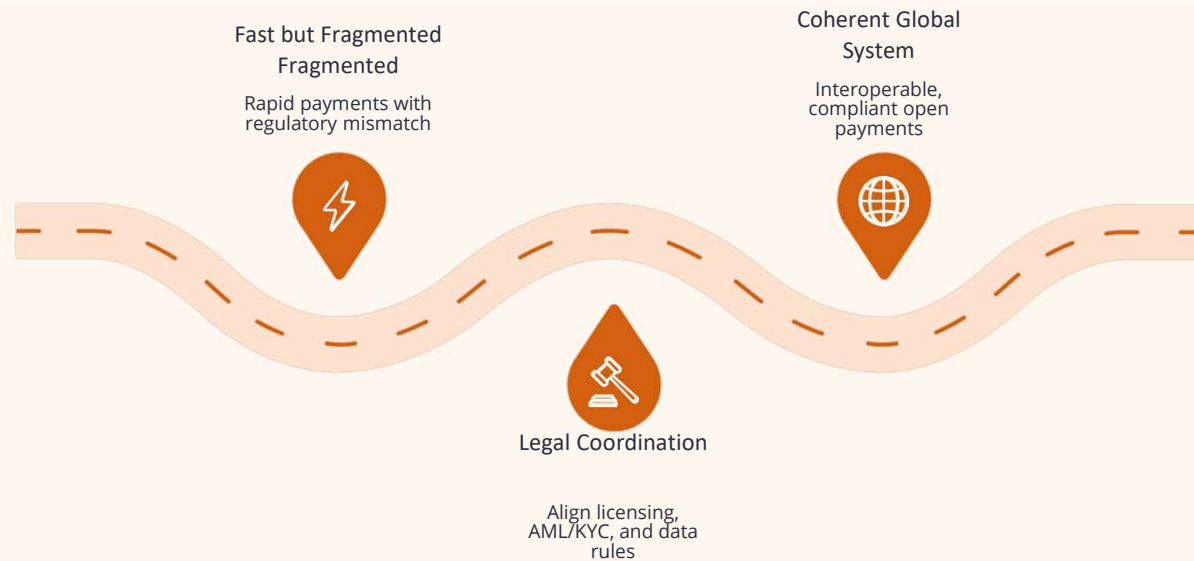 Fast but Fragmented
Fragmented
Rapid payments with
regulatory mismatch
Coherent Global
System
Interoperable,
compliant open
payments
Legal Coordination
Align licensing,
AML/KYC, and data
rules